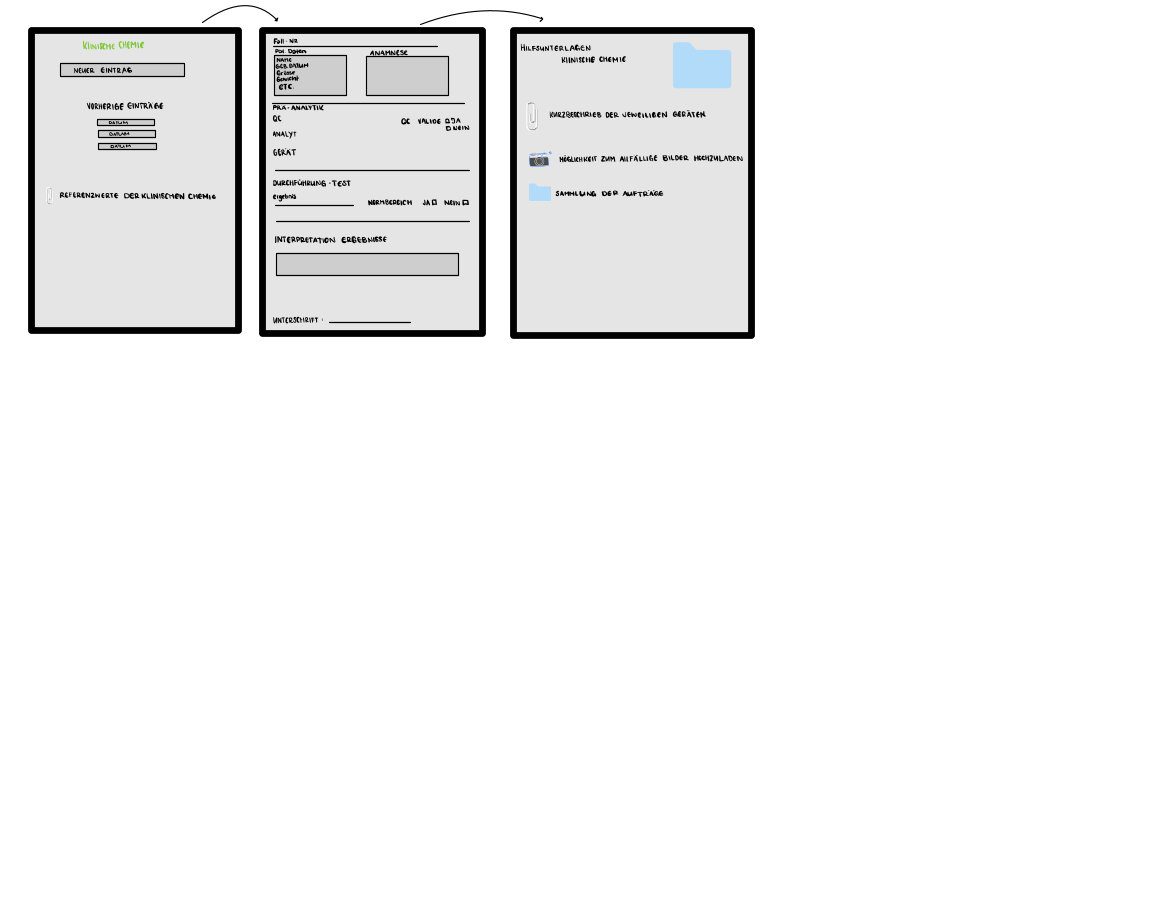 KLINISCHE CHEMIE
NEUER EINTRAG
VORHERIGE EINTRÄGE
DATUM
DATUM
DATUM
REFERENZWERTE DER KLINISCHEN CHEMIE
Fall-NR
Pat. Daten
Name
GEB. DATUM
Grösse
Gewicht
ETC.
ANAMNESE
PRÄ-ANALYTIK
QC
QC VALIDE JA
NEIN
ANALYT
GERÄT
DURCHFÜHRUNG-TEST
Ergebnis
NORMBEREICH JA NEIN
INTERPRETATION ERGEBNISSE
UNTERSCHRIFT:
HILFSUNTERLAGEN
KLINISCHE CHEMIE
KURZBESCHRIEB DER JEWEILIGEN GERÄTEN
MÖGLICHKEIT ZUM AUFÄLLIGE BILDER HOCHZULADEN
SAMMLUNG DER AUFTRÄGE